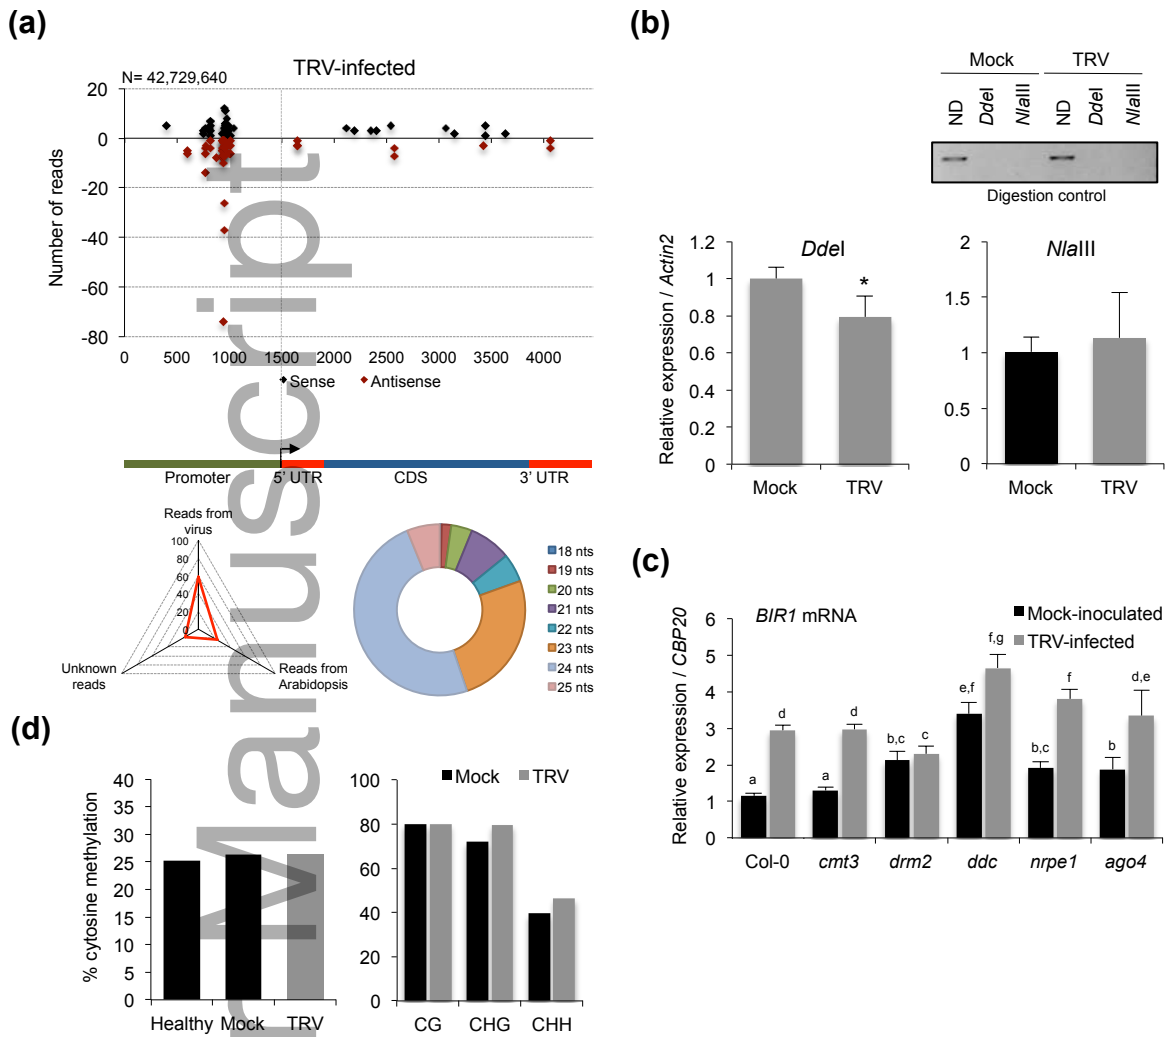 (a)
TRV-infected
N= 42,729,640
Number of reads
20
0
-20
-40
-60
-80
0 500 1000 1500 2000 2500 3000 3500 4000
Sense Antisense
Promoter 5' UTR CDS 3' UTR
Reads from
virus
100
80
60
40
20
0
Unknown
reads
Reads from
Arabidopsis
18 nts
19 nts
20 nts
21 nts
22 nts
23 nts
24 nts
25 nts
(b)
Mock TRV
ND DdeI NlaIII ND DdeI NlaIII
Digestion control
Relative expression / Actin2
DdeI
1.2
1
0.8
0.6
0.4
0.2
0
*
Mock TRV
NlaIII
2
1.5
1
0.5
0
Mock TRV
(c)
BIR1 mRNA
Mock-inoculated
TRV-infected
Relative expression / CBP20
6
5
4
3
2
1
0
a d a d b,c c e,f f,g b,c f b d,e
Col-0 cmt3 drm2 ddc nrpe1 ago4
(d)
% cytosine methylation
40
35
30
25
20
15
10
5
0
Healthy Mock TRV
Mock TRV
100
80
60
40
20
0
CG CHG CHH
r Manuscript